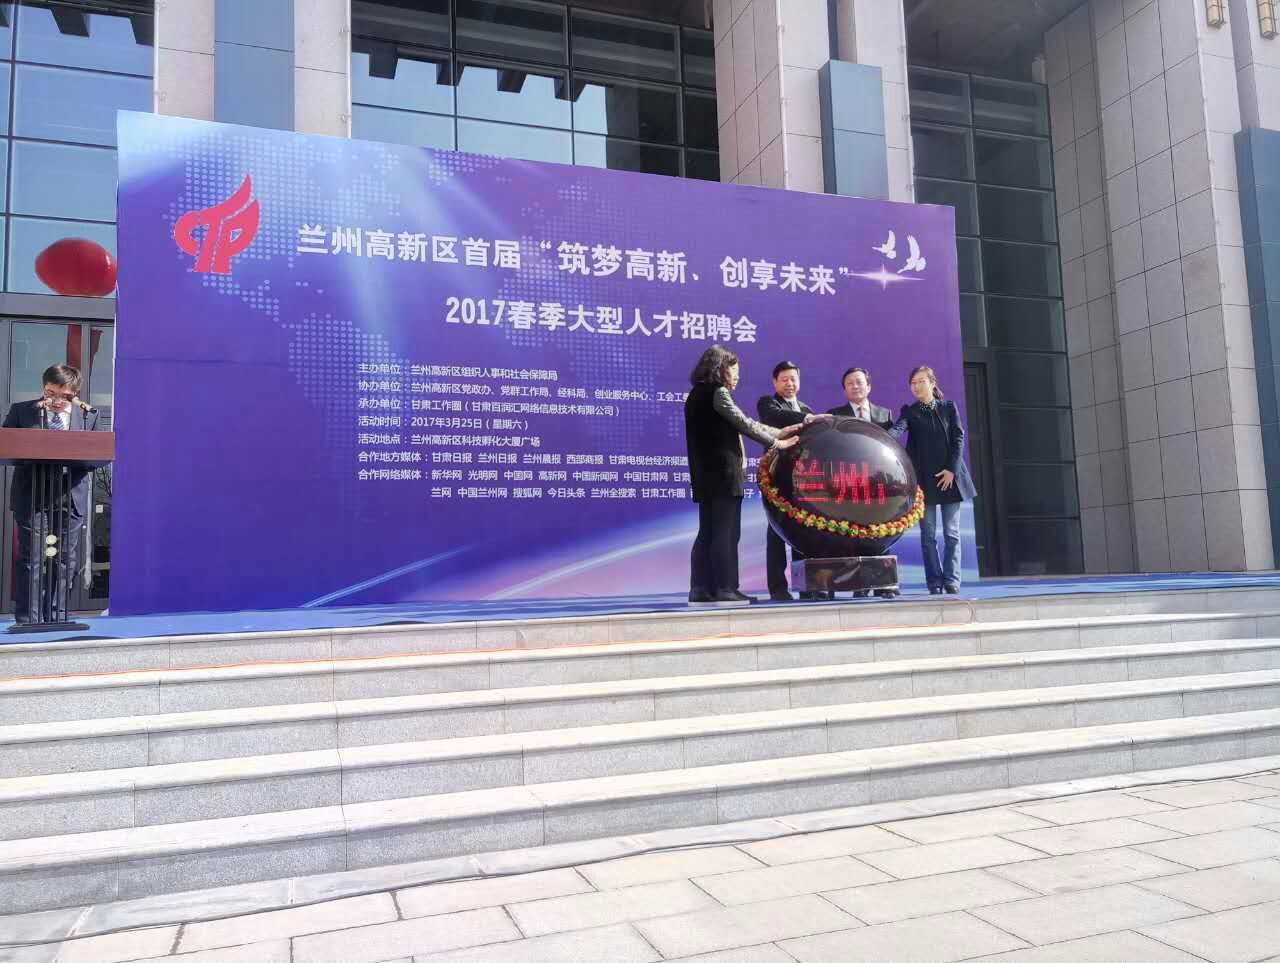 兰州高新区首届“筑梦高新、创享未来”
2017春季大型人才招聘会
主办单位：兰州高新区组织人事和社会保障局
协办单位：兰州高新区党政办、党群工作局、经科局、创业服务中心、工会工
承办单位：甘肃工作圈（甘肃百润汇网络信息技术有限公司）
活动时间：2017年3月25日（星期六）
活动地点：兰州高新区科技孵化大厦广场
合作地方媒体：甘肃日报 兰州日报 兰州晨报 西部商报 甘肃电视台经济频道
合作网络媒体：新华网 光明网 中国网 高新网 中国新闻网 中国甘肃网
兰网 中国兰州网 搜狐网 今日头条 兰州全搜索 甘肃工作圈
兰州